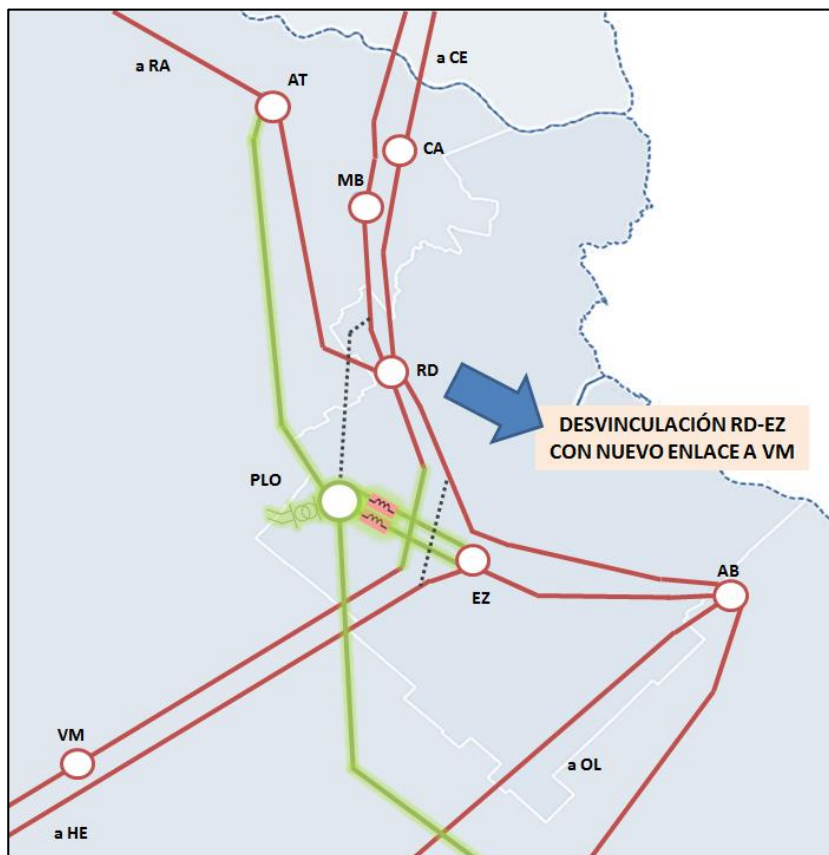 a RA
AT
a CE
CA
MB
RD
DESVINCULACIÓN RD-EZ
CON NUEVO ENLACE A VM
PLO
EZ
AB
VM
a OL
a HE